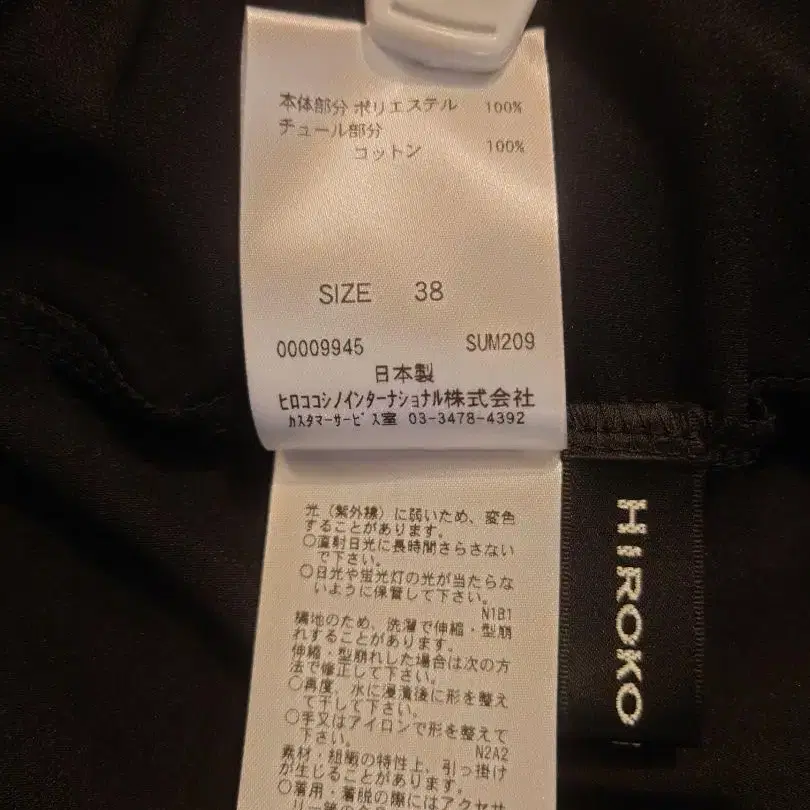 本体部分 ポリエステル 100%
チュール部分
コットン 100%
SIZE 38
00009945 SUM209
日本製
ヒロココシノインターナショナル株式会社
カスタマーサービス室 03-3478-4392
光(紫外線)に弱いため、変色
することがあります。
○直射日光に長時間さらさない
で下さい。
○日光や蛍光灯の光が当たらな
いように保管して下さい。
N1B1
構地のため、洗濯で伸縮・型崩
れすることがあります。
伸縮・型崩れした場合は次の方
法で修正して下さい。
○再度、水に浸漬後に形を整え
て干して下さい。
○手又はアイロンで形を整えて
下さい。
N2A2
素材・組織の特性上、引っ掛け
が生じることがあります。
○着用・着脱の際にはアクセサ
リー等の
HIROKO